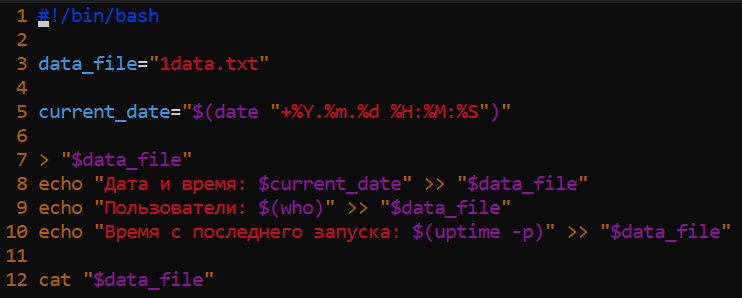 1 #!/bin/bash
2
3 data_file="1data.txt"
4
5 current_date="$(date "+%Y.%m.%d %H:%M:%S")"
6
7 > "$data_file"
8 echo "Дата и время: $current_date" >> "$data_file"
9 echo "Пользователи: $(who)" >> "$data_file"
10 echo "Время с последнего запуска: $(uptime -p)" >> "$data_file"
11
12 cat "$data_file"